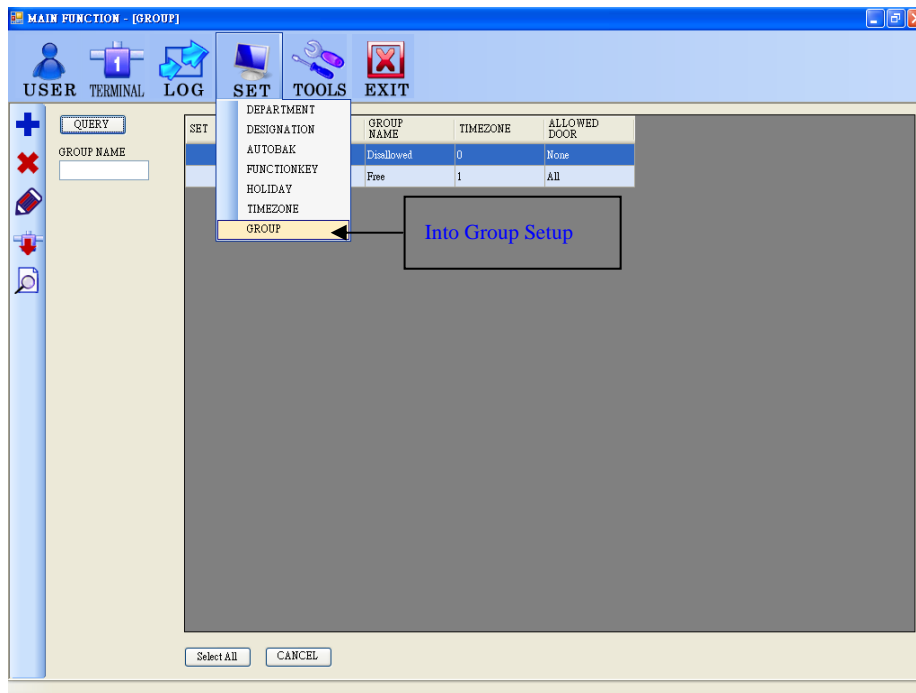 MAIN FUNCTION - [GROUP]
1
USER TERMINAL LOG SET TOOLS EXIT
DEPARTMENT
DESIGNATION
AUTOBAK
FUNCTIONKEY
HOLIDAY
TIMEZONE
GROUP
QUERY
GROUP NAME
SET GROUP NAME TIMEZONE ALLOWED DOOR
Disallowed 0 None
Free 1 All
Into Group Setup
Select All CANCEL